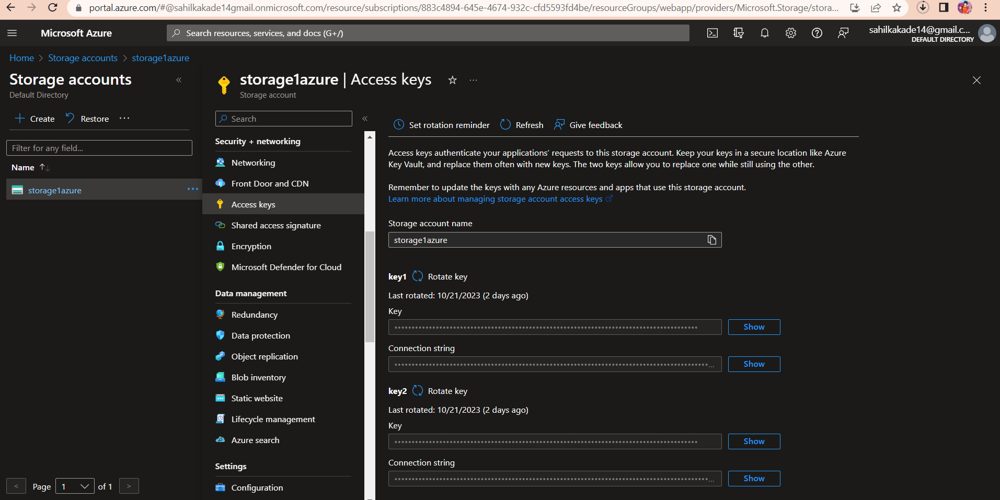 portal.azure.com/#@sahilkakade14gmail.onmicrosoft.com/resource/subscriptions/883c4894-645e-4674-932c-cfd5593fd4be/resourceGroups/webapp/providers/Microsoft.Storage/stora...
Microsoft Azure
Search resources, services, and docs (G+/)
sahilkakade14@gmail.c...
DEFAULT DIRECTORY
Home > Storage accounts > storage1azure
Storage accounts
Default Directory
Create
Restore
Filter for any field...
Name
storage1azure
< Page 1 of 1 >
storage1azure | Access keys
Storage account
Search
Security + networking
Networking
Front Door and CDN
Access keys
Shared access signature
Encryption
Microsoft Defender for Cloud
Data management
Redundancy
Data protection
Object replication
Blob inventory
Static website
Lifecycle management
Azure search
Settings
Configuration
Set rotation reminder
Refresh
Give feedback
Access keys authenticate your applications' requests to this storage account. Keep your keys in a secure location like Azure
Key Vault, and replace them often with new keys. The two keys allow you to replace one while still using the other.
Remember to update the keys with any Azure resources and apps that use this storage account.
Learn more about managing storage account access keys
Storage account name
storage1azure
key1 Rotate key
Last rotated: 10/21/2023 (2 days ago)
Key
Show
Connection string
Show
key2 Rotate key
Last rotated: 10/21/2023 (2 days ago)
Key
Show
Connection string
Show